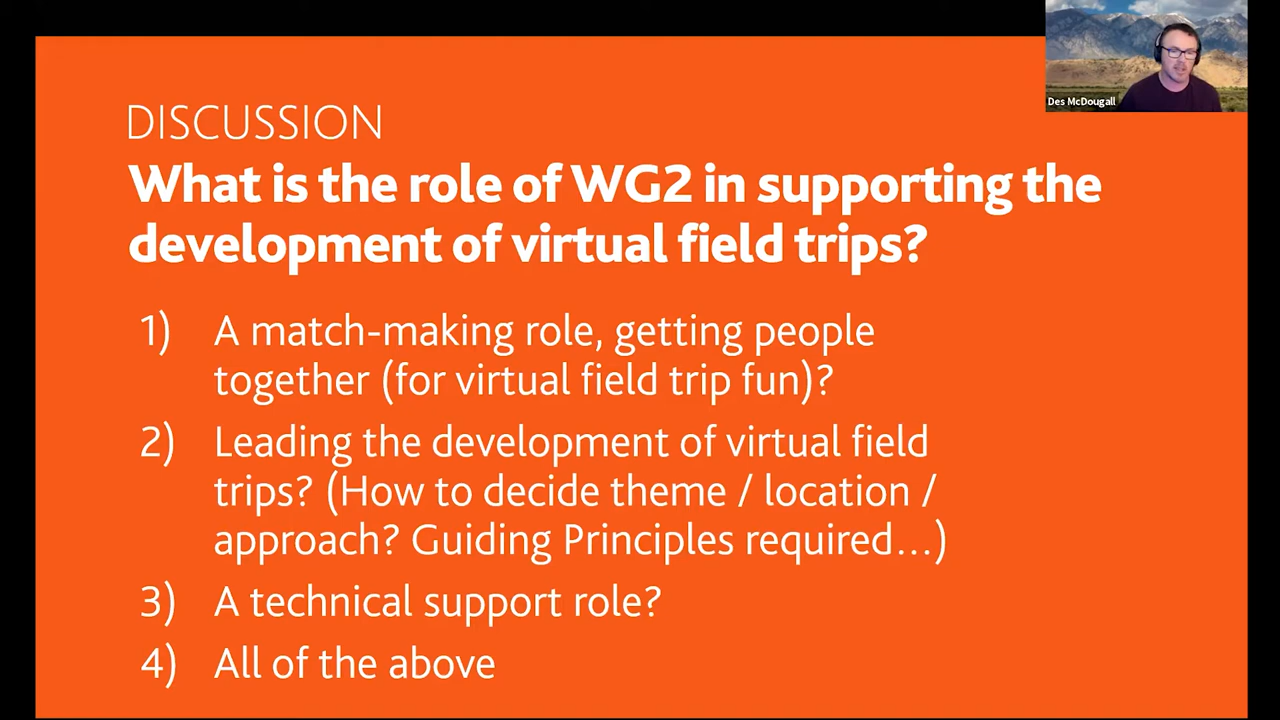 DISCUSSION
What is the role of WG2 in supporting the
development of virtual field trips?
1) A match-making role, getting people
together (for virtual field trip fun)?
2) Leading the development of virtual field
trips? (How to decide theme / location /
approach? Guiding Principles required…)
3) A technical support role?
4) All of the above
Des McDougall